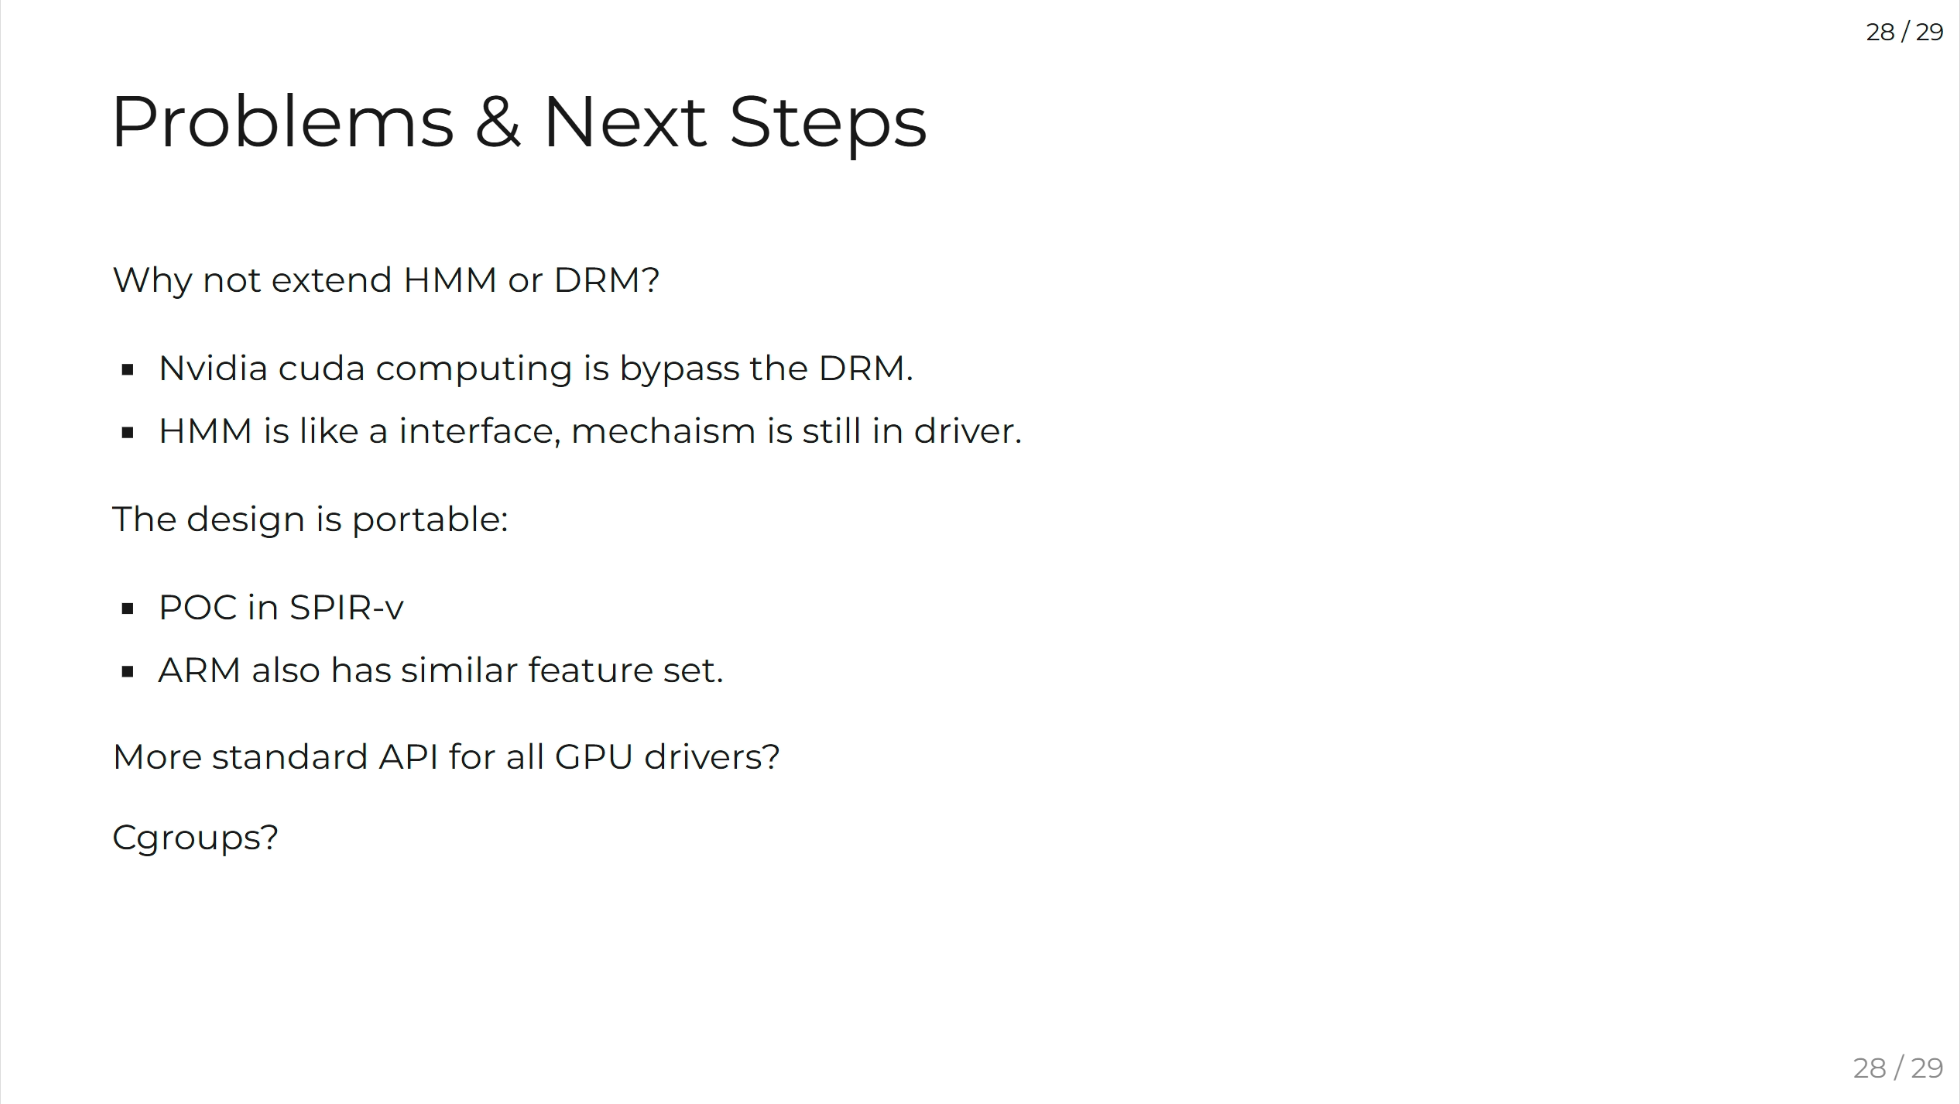 28 / 29
Problems & Next Steps
Why not extend HMM or DRM?
▪ Nvidia cuda computing is bypass the DRM.
▪ HMM is like a interface, mechaism is still in driver.
The design is portable:
▪ POC in SPIR-v
▪ ARM also has similar feature set.
More standard API for all GPU drivers?
Cgroups?
28 / 29